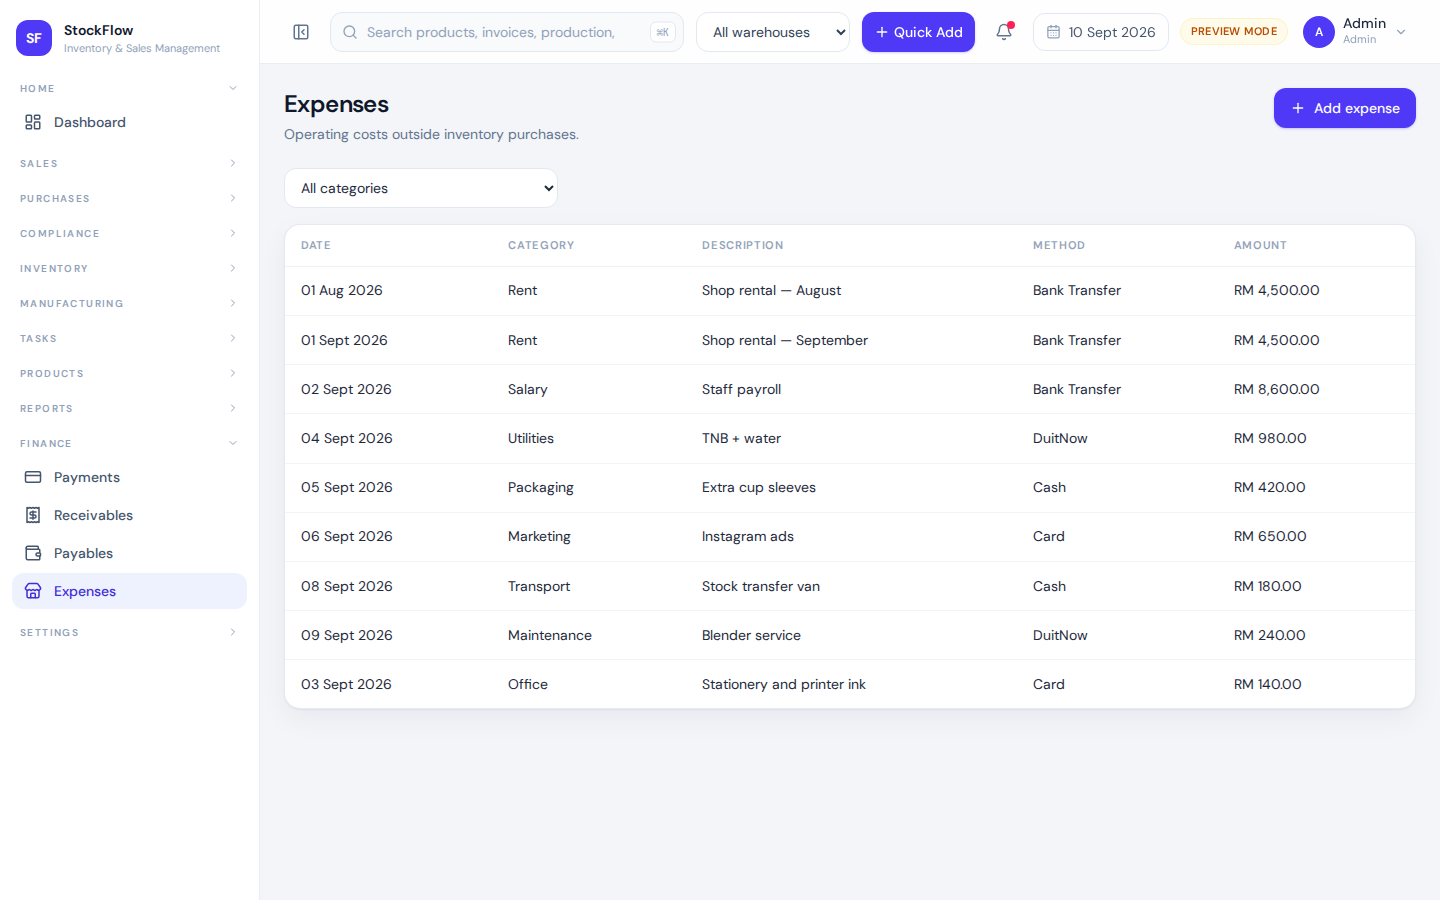 SF
StockFlow
Inventory & Sales Management
HOME
Dashboard
SALES
PURCHASES
COMPLIANCE
INVENTORY
MANUFACTURING
TASKS
PRODUCTS
REPORTS
FINANCE
Payments
Receivables
Payables
Expenses
SETTINGS
Search products, invoices, production,
⌘K
All warehouses
+ Quick Add
10 Sept 2026
PREVIEW MODE
A
Admin
Admin
Expenses
Operating costs outside inventory purchases.
+ Add expense
All categories
DATE CATEGORY DESCRIPTION METHOD AMOUNT
01 Aug 2026 Rent Shop rental — August Bank Transfer RM 4,500.00
01 Sept 2026 Rent Shop rental — September Bank Transfer RM 4,500.00
02 Sept 2026 Salary Staff payroll Bank Transfer RM 8,600.00
04 Sept 2026 Utilities TNB + water DuitNow RM 980.00
05 Sept 2026 Packaging Extra cup sleeves Cash RM 420.00
06 Sept 2026 Marketing Instagram ads Card RM 650.00
08 Sept 2026 Transport Stock transfer van Cash RM 180.00
09 Sept 2026 Maintenance Blender service DuitNow RM 240.00
03 Sept 2026 Office Stationery and printer ink Card RM 140.00